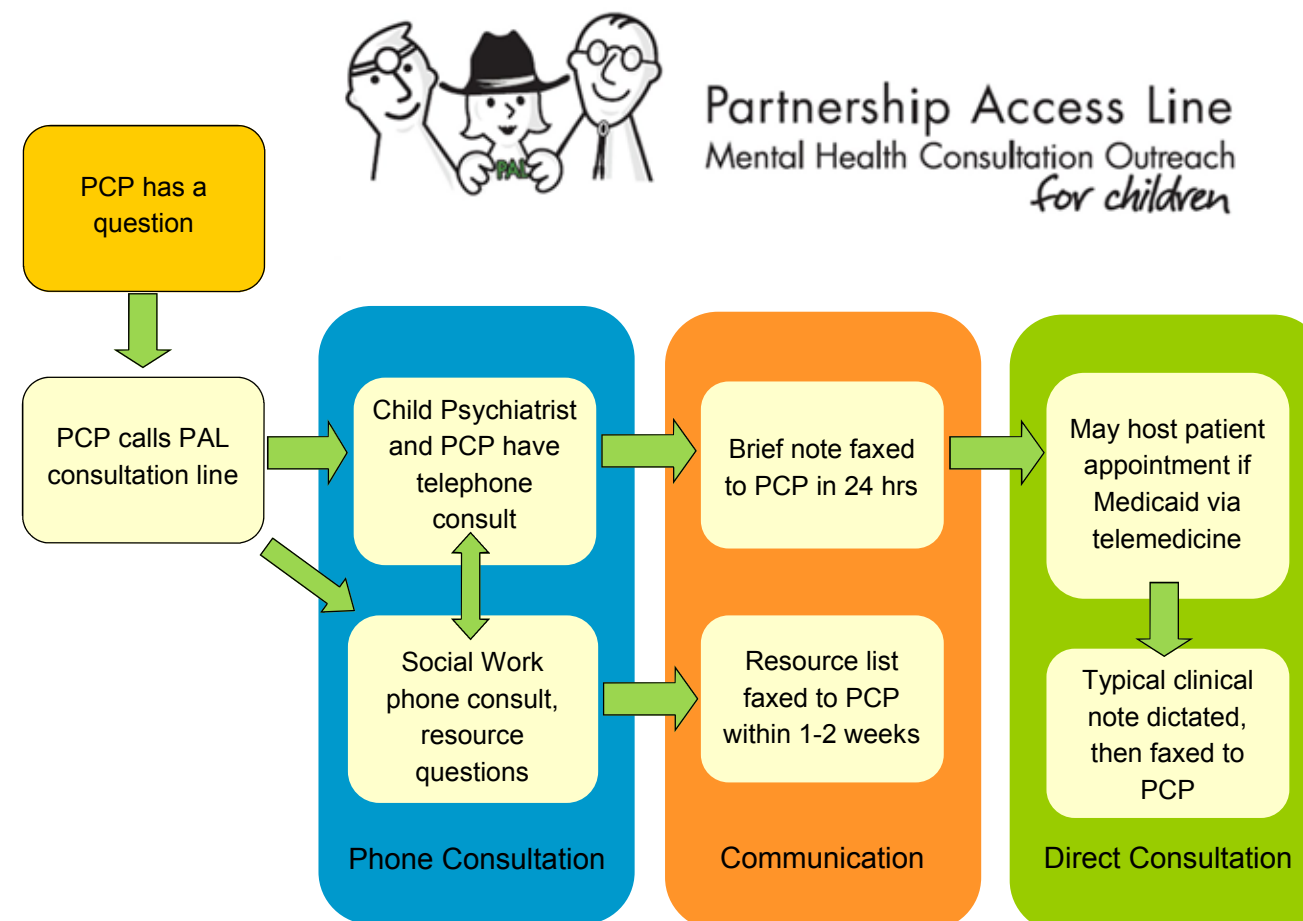 PAL
Partnership Access Line
Mental Health Consultation Outreach
for children
PCP has a
question
PCP calls PAL
consultation line
Child Psychiatrist
and PCP have
telephone
consult
Social Work
phone consult,
resource
questions
Phone Consultation
Brief note faxed
to PCP in 24 hrs
Resource list
faxed to PCP
within 1-2 weeks
Communication
May host patient
appointment if
Medicaid via
telemedicine
Typical clinical
note dictated,
then faxed to
PCP
Direct Consultation